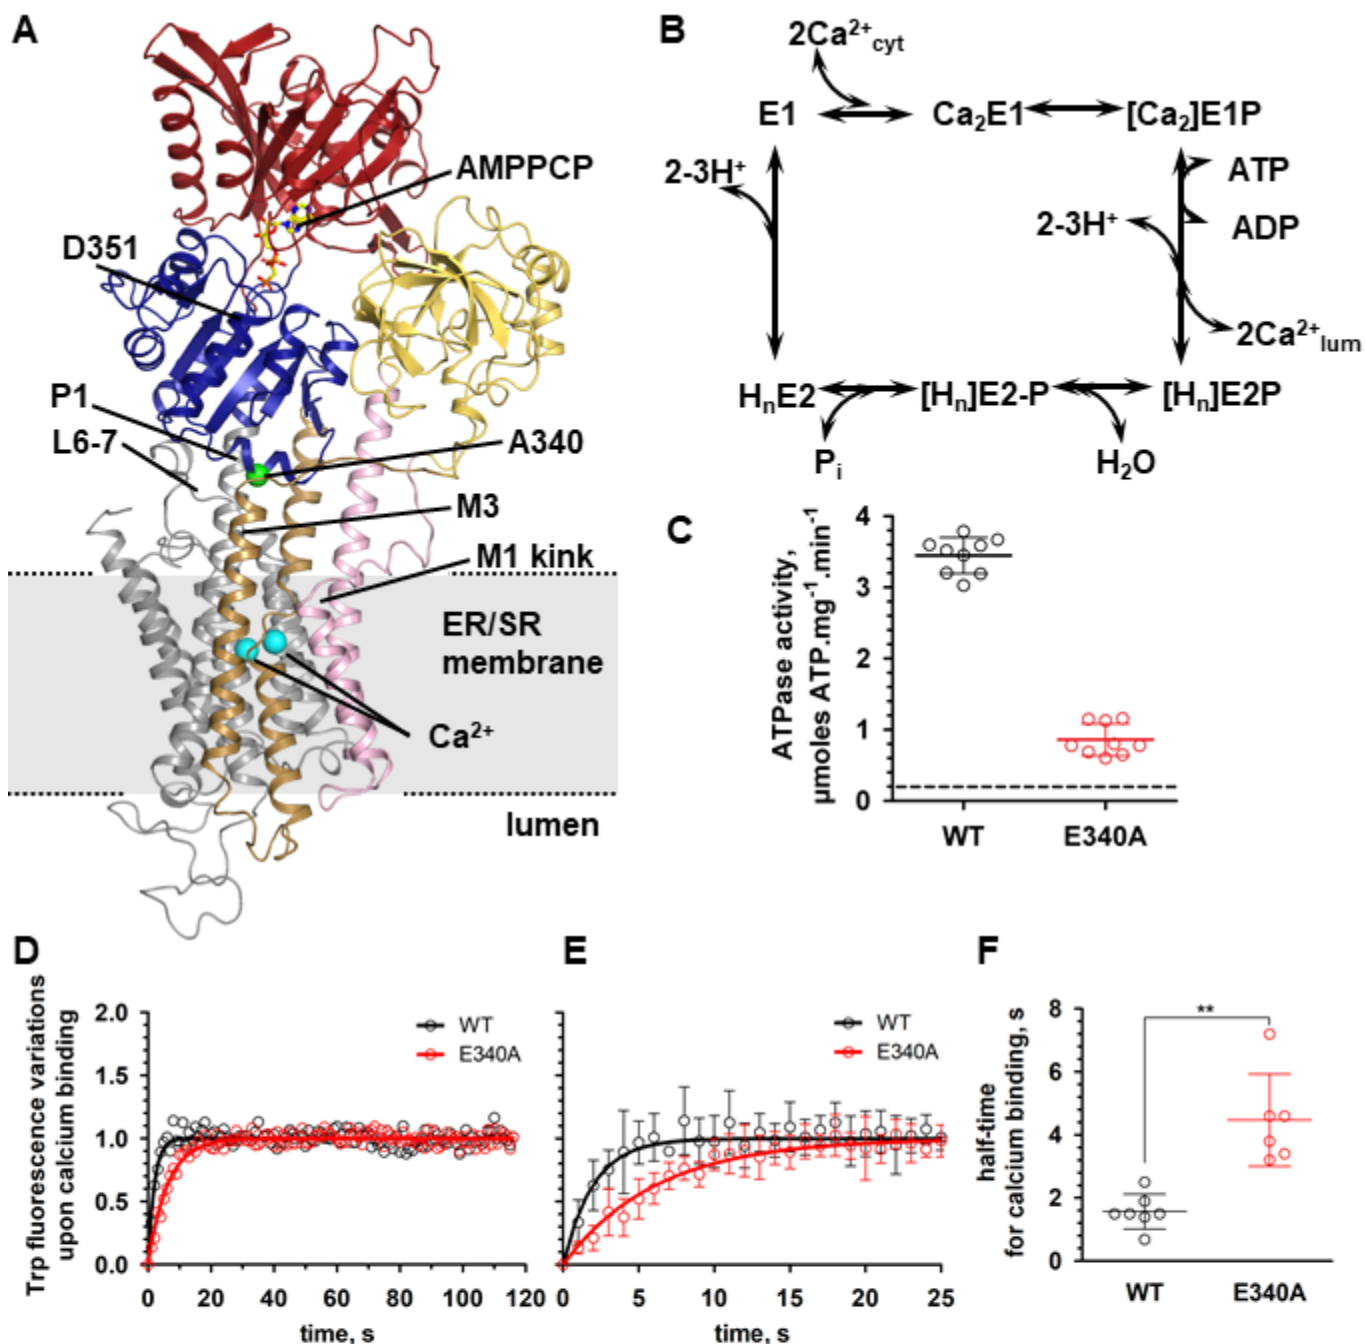 A
AMPPCP
D351
P1
L6-7
A340
M3
M1 kink
ER/SR
membrane
Ca²⁺
lumen
B
2Ca²⁺cyt
E1
Ca₂E1
[Ca₂]E1P
2-3H⁺
ATP
2-3H⁺
ADP
2Ca²⁺lum
HₙE2
[Hₙ]E2-P
[Hₙ]E2P
Pᵢ
H₂O
C
ATPase activity,
µmoles ATP.mg⁻¹.min⁻¹
4
3
2
1
0
WT
E340A
D
Trp fluorescence variations
upon calcium binding
2.0
1.5
1.0
0.5
0.0
WT
E340A
0
20
40
60
80
100
120
time, s
E
WT
E340A
0
5
10
15
20
25
time, s
F
half-time
for calcium binding, s
8
6
4
2
0
**
WT
E340A